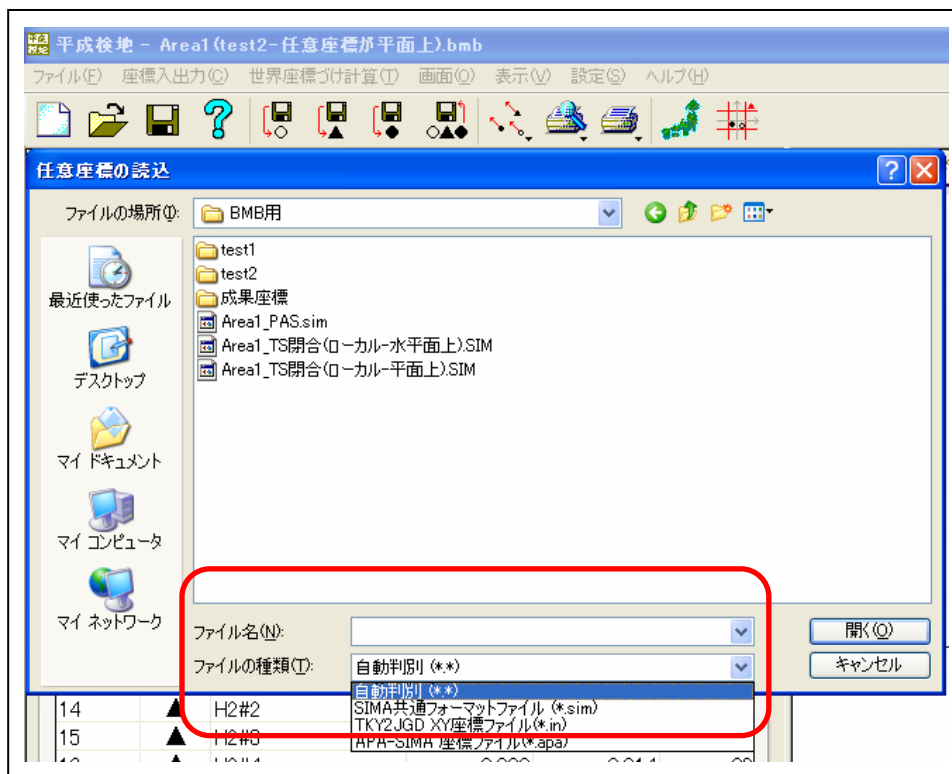 平成検地 - Area1(test2-任意座標が平面上).bmb
ファイル(F) 座標入出力(C) 世界座標づけ計算(T) 画面(O) 表示(V) 設定(S) ヘルプ(H)
任意座標の読込
ファイルの場所(I): BMB用
test1
test2
成果座標
Area1_PAS.sim
Area1_TS閉合(ローカル-水平面上).SIM
Area1_TS閉合(ローカル-平面上).SIM
最近使ったファイル
デスクトップ
マイ ドキュメント
マイ コンピュータ
マイ ネットワーク
ファイル名(N): 開く(O)
ファイルの種類(T): 自動判別 (*.*) キャンセル
自動判別 (*.*)
SIMA共通フォーマットファイル (*.sim)
TKY2JGD XY座標ファイル(*.in)
APA-SIMA 座標ファイル(*.apa)
14 ▲ H2#2
15 ▲ H2#3